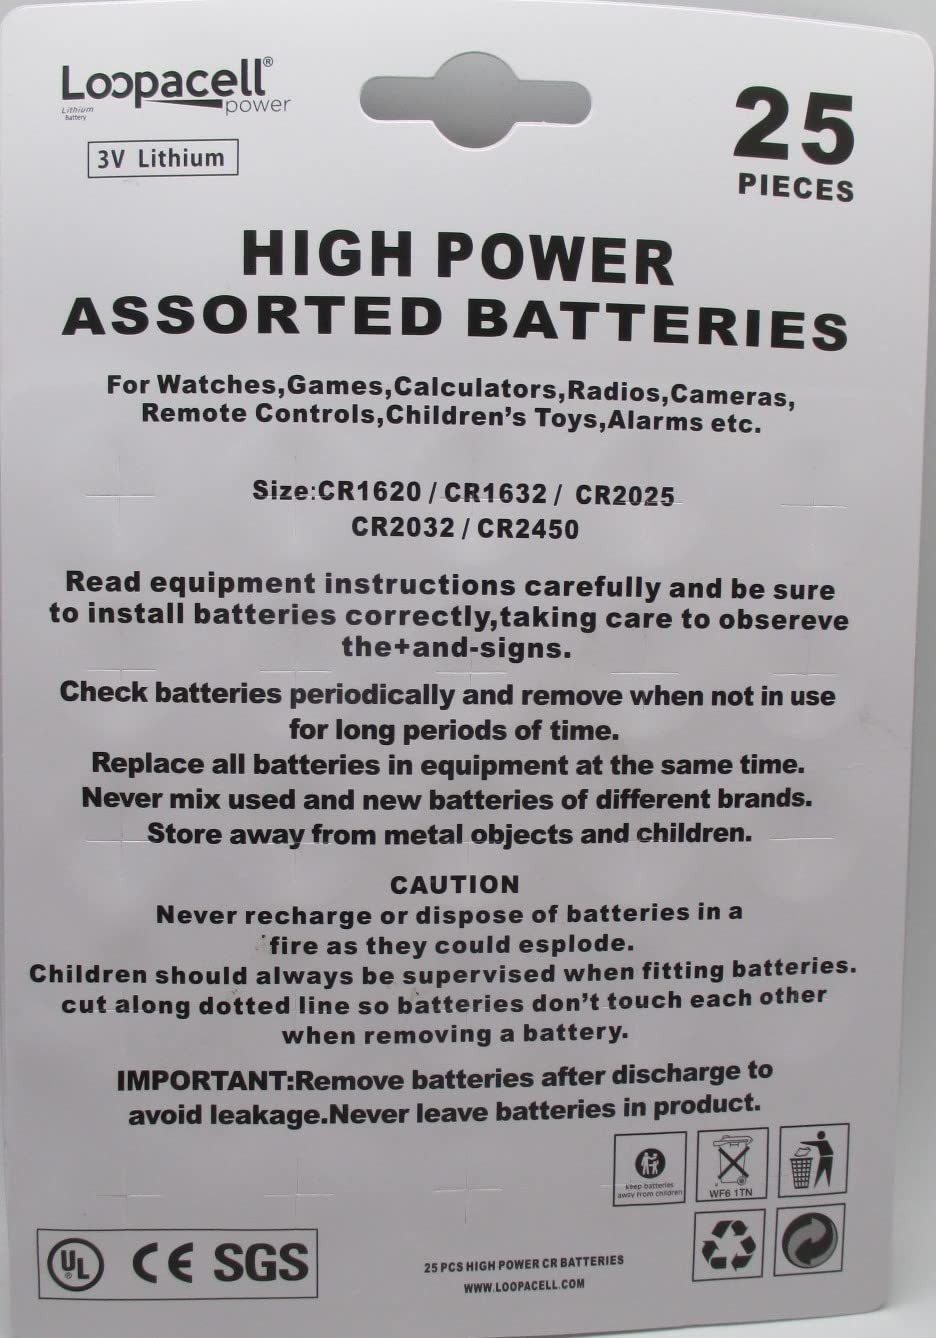 Loopacell®
power
Lithium
Battery
3V Lithium
25
PIECES
HIGH POWER
ASSORTED BATTERIES
For Watches,Games,Calculators,Radios,Cameras,
Remote Controls,Children's Toys,Alarms etc.
Size:CR1620 / CR1632 / CR2025
CR2032 / CR2450
Read equipment instructions carefully and be sure
to install batteries correctly,taking care to obsereve
the+and-signs.
Check batteries periodically and remove when not in use
for long periods of time.
Replace all batteries in equipment at the same time.
Never mix used and new batteries of different brands.
Store away from metal objects and children.
CAUTION
Never recharge or dispose of batteries in a
fire as they could esplode.
Children should always be supervised when fitting batteries.
cut along dotted line so batteries don't touch each other
when removing a battery.
IMPORTANT:Remove batteries after discharge to
avoid leakage.Never leave batteries in product.
keep batteries
away from children
WF6 1TN
UL® CE SGS
25 PCS HIGH POWER CR BATTERIES
WWW.LOOPACELL.COM